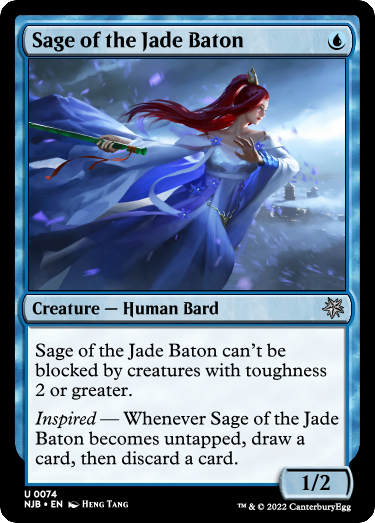 Sage of the Jade Baton
Creature — Human Bard
Sage of the Jade Baton can't be
blocked by creatures with toughness
2 or greater.
Inspired — Whenever Sage of the Jade
Baton becomes untapped, draw a
card, then discard a card.
1/2
U 0074
NJB • EN Heng Tang
™ & © 2022 CanterburyEgg